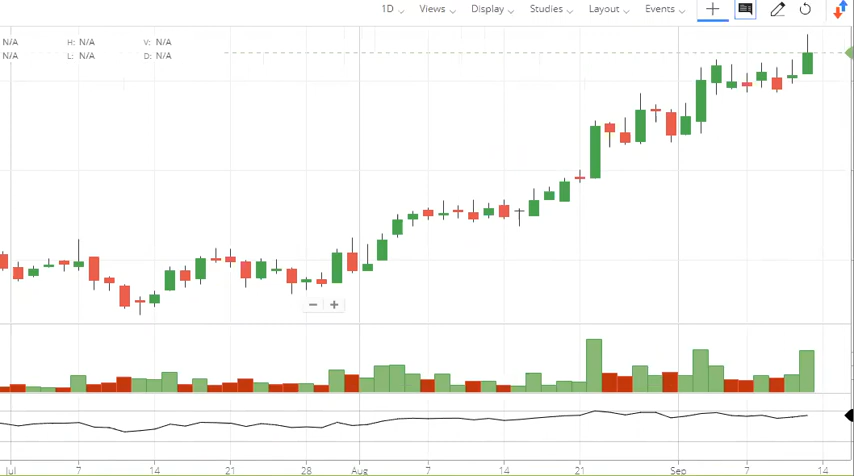 1D Views Display Studies Layout Events
N/A H: N/A V: N/A
N/A L: N/A D: N/A
Jul 7 14 21 28 Aug 7 14 21 Sep 7 14